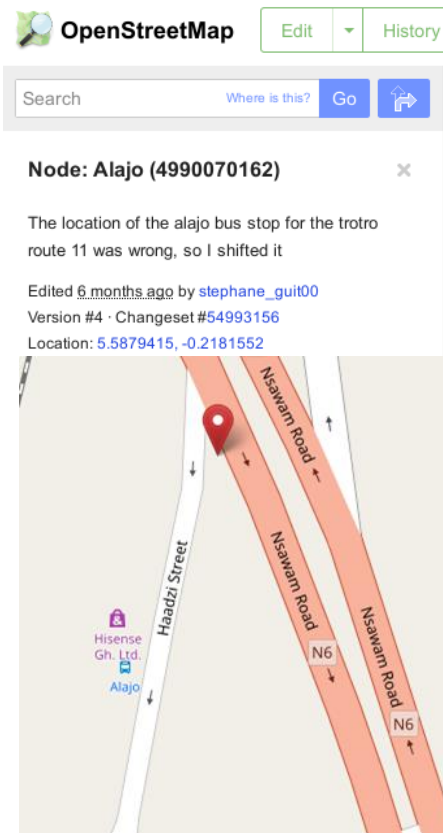 OpenStreetMap
Edit
History
Search
Where is this?
Go
Node: Alajo (4990070162)
The location of the alajo bus stop for the trotro
route 11 was wrong, so I shifted it
Edited 6 months ago by stephane_guit00
Version #4 · Changeset #54993156
Location: 5.5879415, -0.2181552
Nsawam Road
Nsawam Road
Haadzi Street
Nsawam Road
Hisense
Gh. Ltd.
Alajo
N6
N6